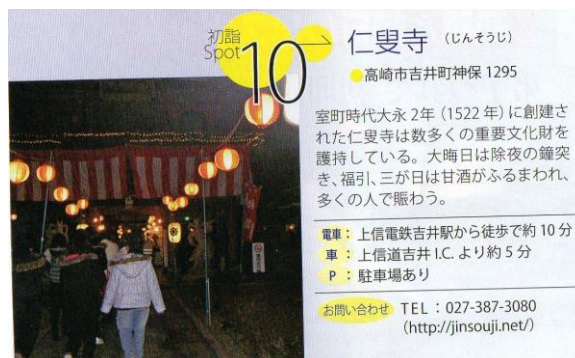 初詣
Spot
10
仁叟寺 (じんそうじ)
●高崎市吉井町神保 1295
室町時代大永2年(1522年)に創建さ
れた仁叟寺は数多くの重要文化財を
護持している。大晦日は除夜の鐘突
き、福引、三が日は甘酒がふるまわれ、
多くの人で賑わう。
電車:上信電鉄吉井駅から徒歩で約10分
車:上信道吉井I.C.より約5分
P:駐車場あり
お問い合わせ TEL:027-387-3080
(http://jinsouji.net/)